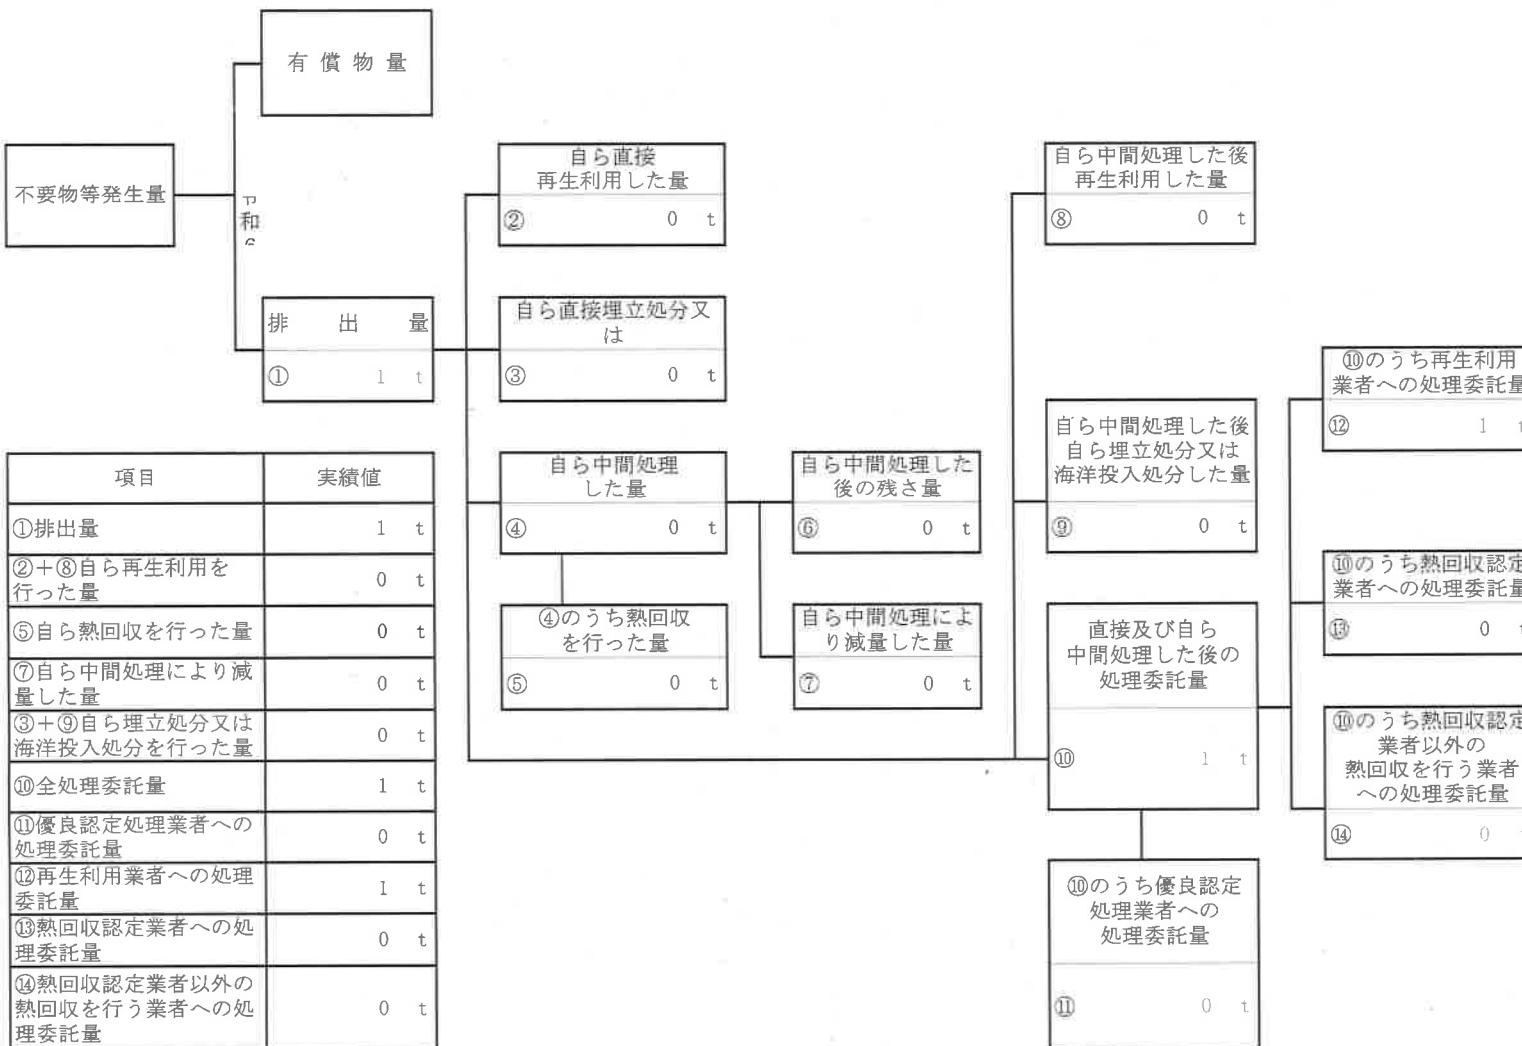 有償物量
不要物等発生量
和
排出量
① 1 t
自ら直接
再生利用した量
② 0 t
自ら直接埋立処分又
は
③ 0 t
自ら中間処理
した量
④ 0 t
④のうち熱回収
を行った量
⑤ 0 t
自ら中間処理した
後の残さ量
⑥ 0 t
自ら中間処理によ
り減量した量
⑦ 0 t
自ら中間処理した後
再生利用した量
⑧ 0 t
自ら中間処理した後
自ら埋立処分又は
海洋投入処分した量
⑨ 0 t
直接及び自ら
中間処理した後の
処理委託量
⑩ 1 t
⑩のうち優良認定
処理業者への
処理委託量
⑪ 0 t
⑩のうち再生利用
業者への処理委託量
⑫ 1 t
⑩のうち熱回収認定
業者への処理委託量
⑬ 0 t
⑩のうち熱回収認定
業者以外の
熱回収を行う業者
への処理委託量
⑭ 0
項目 実績値
①排出量 1 t
②+⑧自ら再生利用を
行った量 0 t
⑤自ら熱回収を行った量 0 t
⑦自ら中間処理により減
量した量 0 t
③+⑨自ら埋立処分又は
海洋投入処分を行った量 0 t
⑩全処理委託量 1 t
⑪優良認定処理業者への
処理委託量 0 t
⑫再生利用業者への処理
委託量 1 t
⑬熱回収認定業者への処
理委託量 0 t
⑭熱回収認定業者以外の
熱回収を行う業者への処
理委託量 0 t